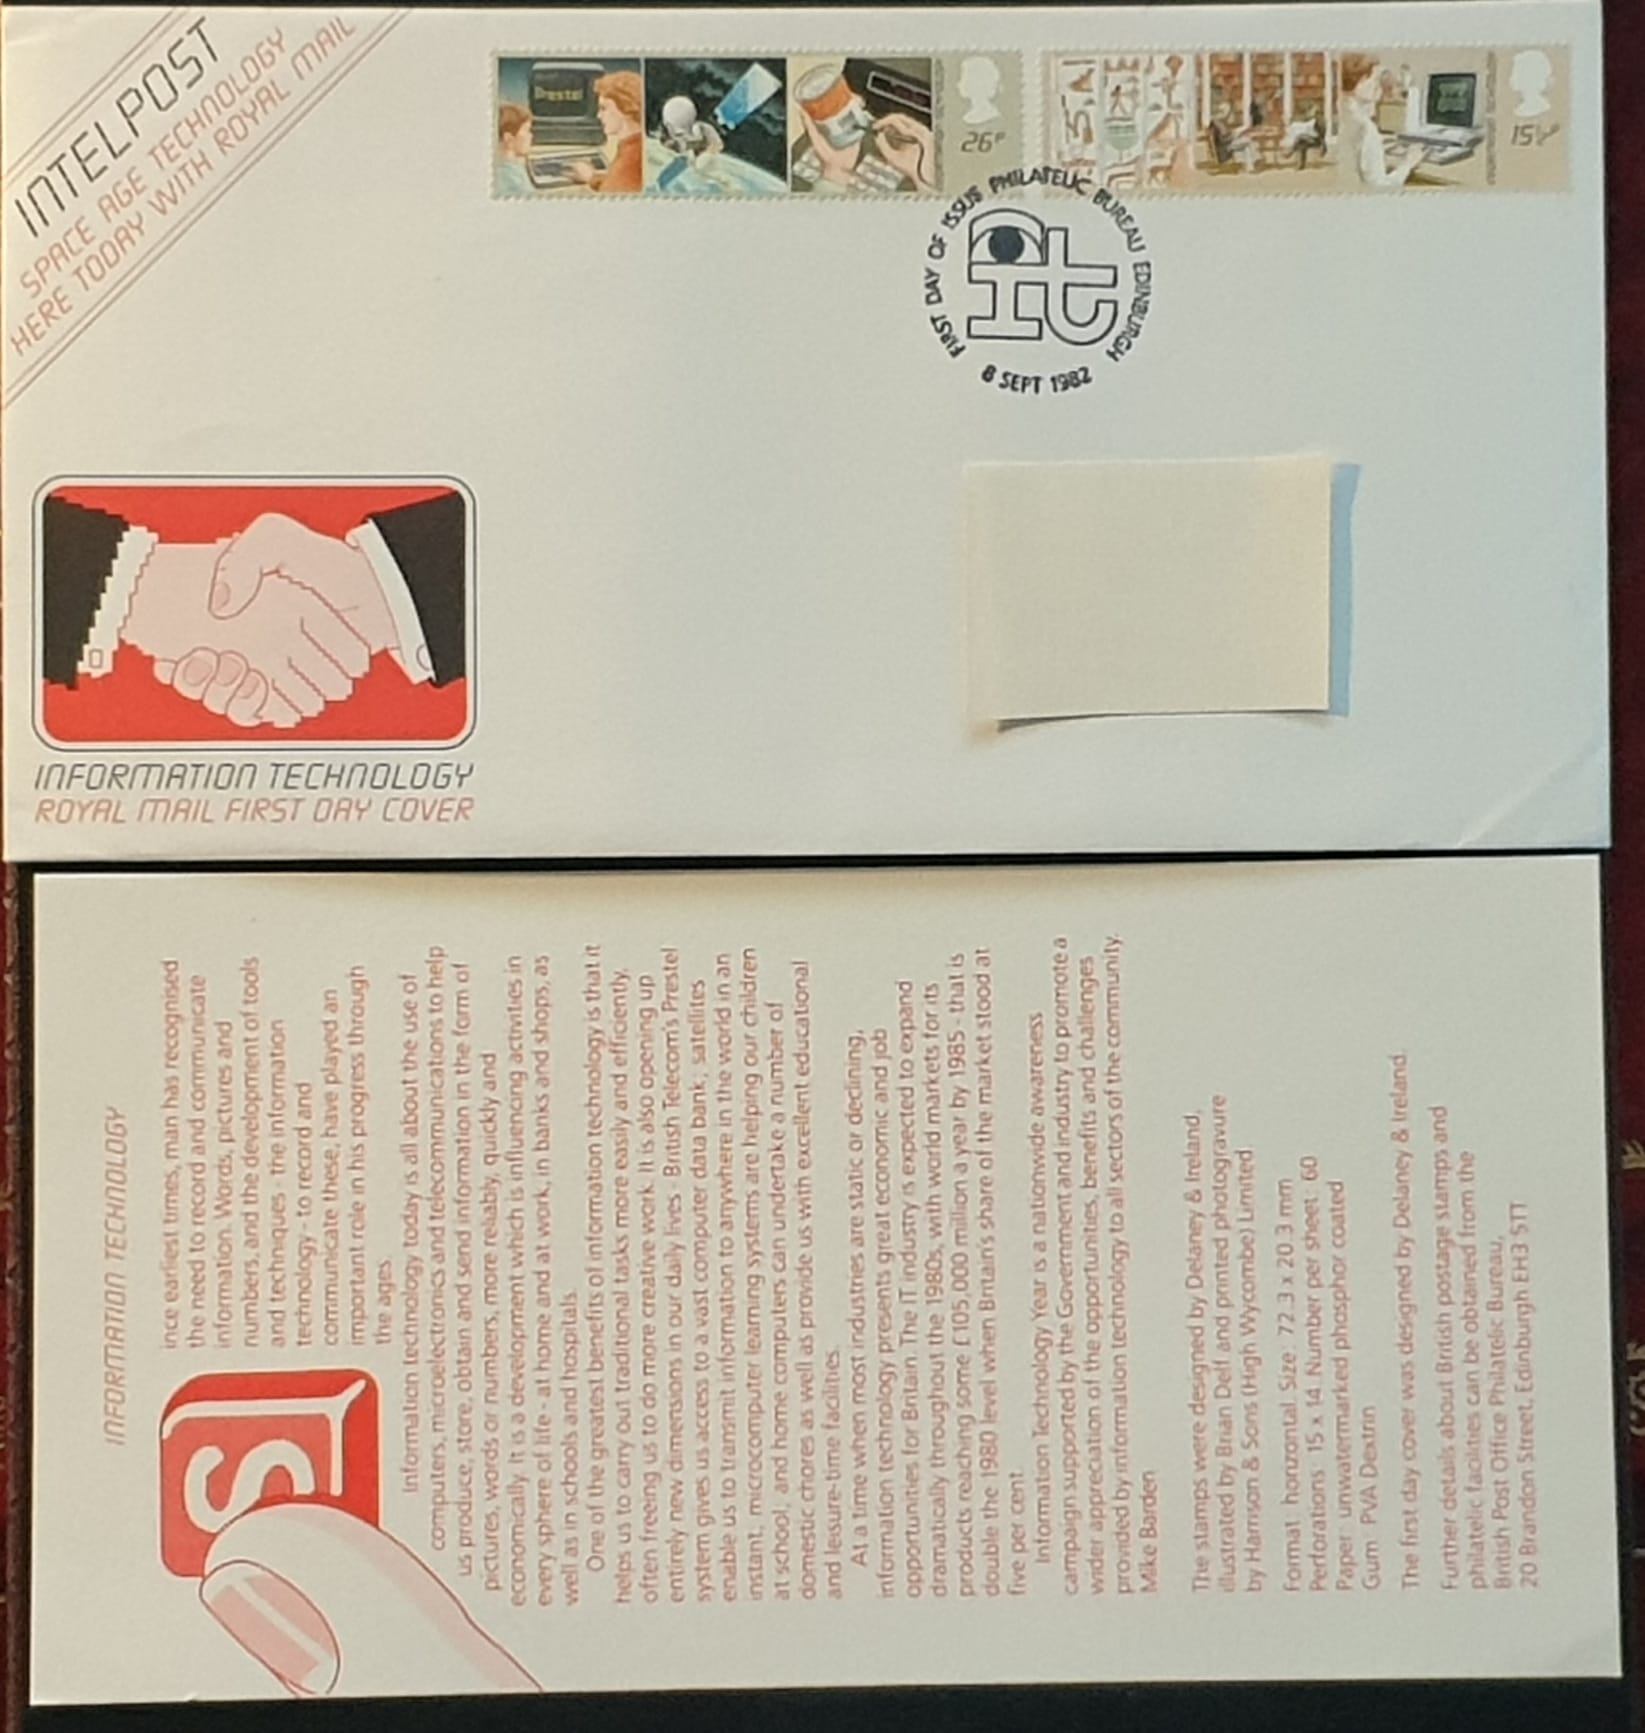 INTELPOST
SPACE AGE TECHNOLOGY
HERE TODAY WITH ROYAL MAIL
Prestel
26P
15½P
FIRST DAY OF ISSUE PHILATELIC BUREAU EDINBURGH
it
8 SEPT 1982
INFORMATION TECHNOLOGY
ROYAL MAIL FIRST DAY COVER
INFORMATION TECHNOLOGY
S
ince earliest times, man has recognised
the need to record and communicate
information. Words, pictures and
numbers, and the development of tools
and techniques - the information
technology - to record and
communicate these, have played an
important role in his progress through
the ages.
Information technology today is all about the use of
computers, microelectronics and telecommunications to help
us produce, store, obtain and send information in the form of
pictures, words or numbers, more reliably, quickly and
economically. It is a development which is influencing activities in
every sphere of life - at home and at work, in banks and shops, as
well as in schools and hospitals.
One of the greatest benefits of information technology is that it
helps us to carry out traditional tasks more easily and efficiently,
often freeing us to do more creative work. It is also opening up
entirely new dimensions in our daily lives - British Telecom's Prestel
system gives us access to a vast computer data bank, satellites
enable us to transmit information to anywhere in the world in an
instant, microcomputer learning systems are helping our children
at school, and home computers can undertake a number of
domestic chores as well as provide us with excellent educational
and leisure-time facilities.
At a time when most industries are static or declining,
information technology presents great economic and job
opportunities for Britain. The IT industry is expected to expand
dramatically throughout the 1980s, with world markets for its
products reaching some £105,000 million a year by 1985 - that is
double the 1980 level when Britain's share of the market stood at
five per cent.
Information Technology Year is a nationwide awareness
campaign supported by the Government and industry to promote a
wider appreciation of the opportunities, benefits and challenges
provided by information technology to all sectors of the community.
Mike Barden
The stamps were designed by Delaney & Ireland,
illustrated by Brian Delf and printed photogravure
by Harrison & Sons (High Wycombe) Limited.
Format: horizontal. Size: 72.3 x 20.3 mm
Perforations: 15 x 14. Number per sheet: 60
Paper: unwatermarked phosphor coated
Gum: PVA Dextrin
The first day cover was designed by Delaney & Ireland.
Further details about British postage stamps and
philatelic facilities can be obtained from the
British Post Office Philatelic Bureau,
20 Brandon Street, Edinburgh EH3 5TT